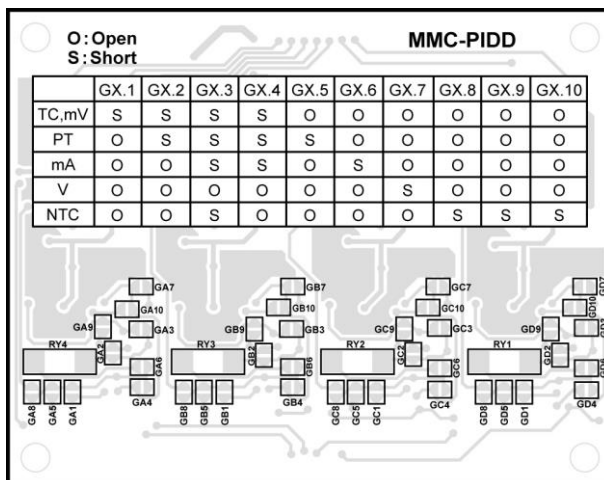 O:Open
S:Short
MMC-PIDD
GX.1 GX.2 GX.3 GX.4 GX.5 GX.6 GX.7 GX.8 GX.9 GX.10
TC,mV S S S S O O O O O O
PT O S S S S O O O O O
mA O O S S O S O O O O
V O O O O O O S O O O
NTC O O S O O O O S S S
GA7 GB7 GC7 GD7
GA10 GB10 GC10 GD10
GA9 GA3 GB9 GB3 GC9 GC3 GD9 GD3
RY4 GA2 RY3 GB2 RY2 GC2 RY1 GD2
GA6 GB6 GC6
GA4 GB4 GC4 GD4
GA8 GA5 GA1 GB8 GB5 GB1 GC8 GC5 GC1 GD8 GD5 GD1